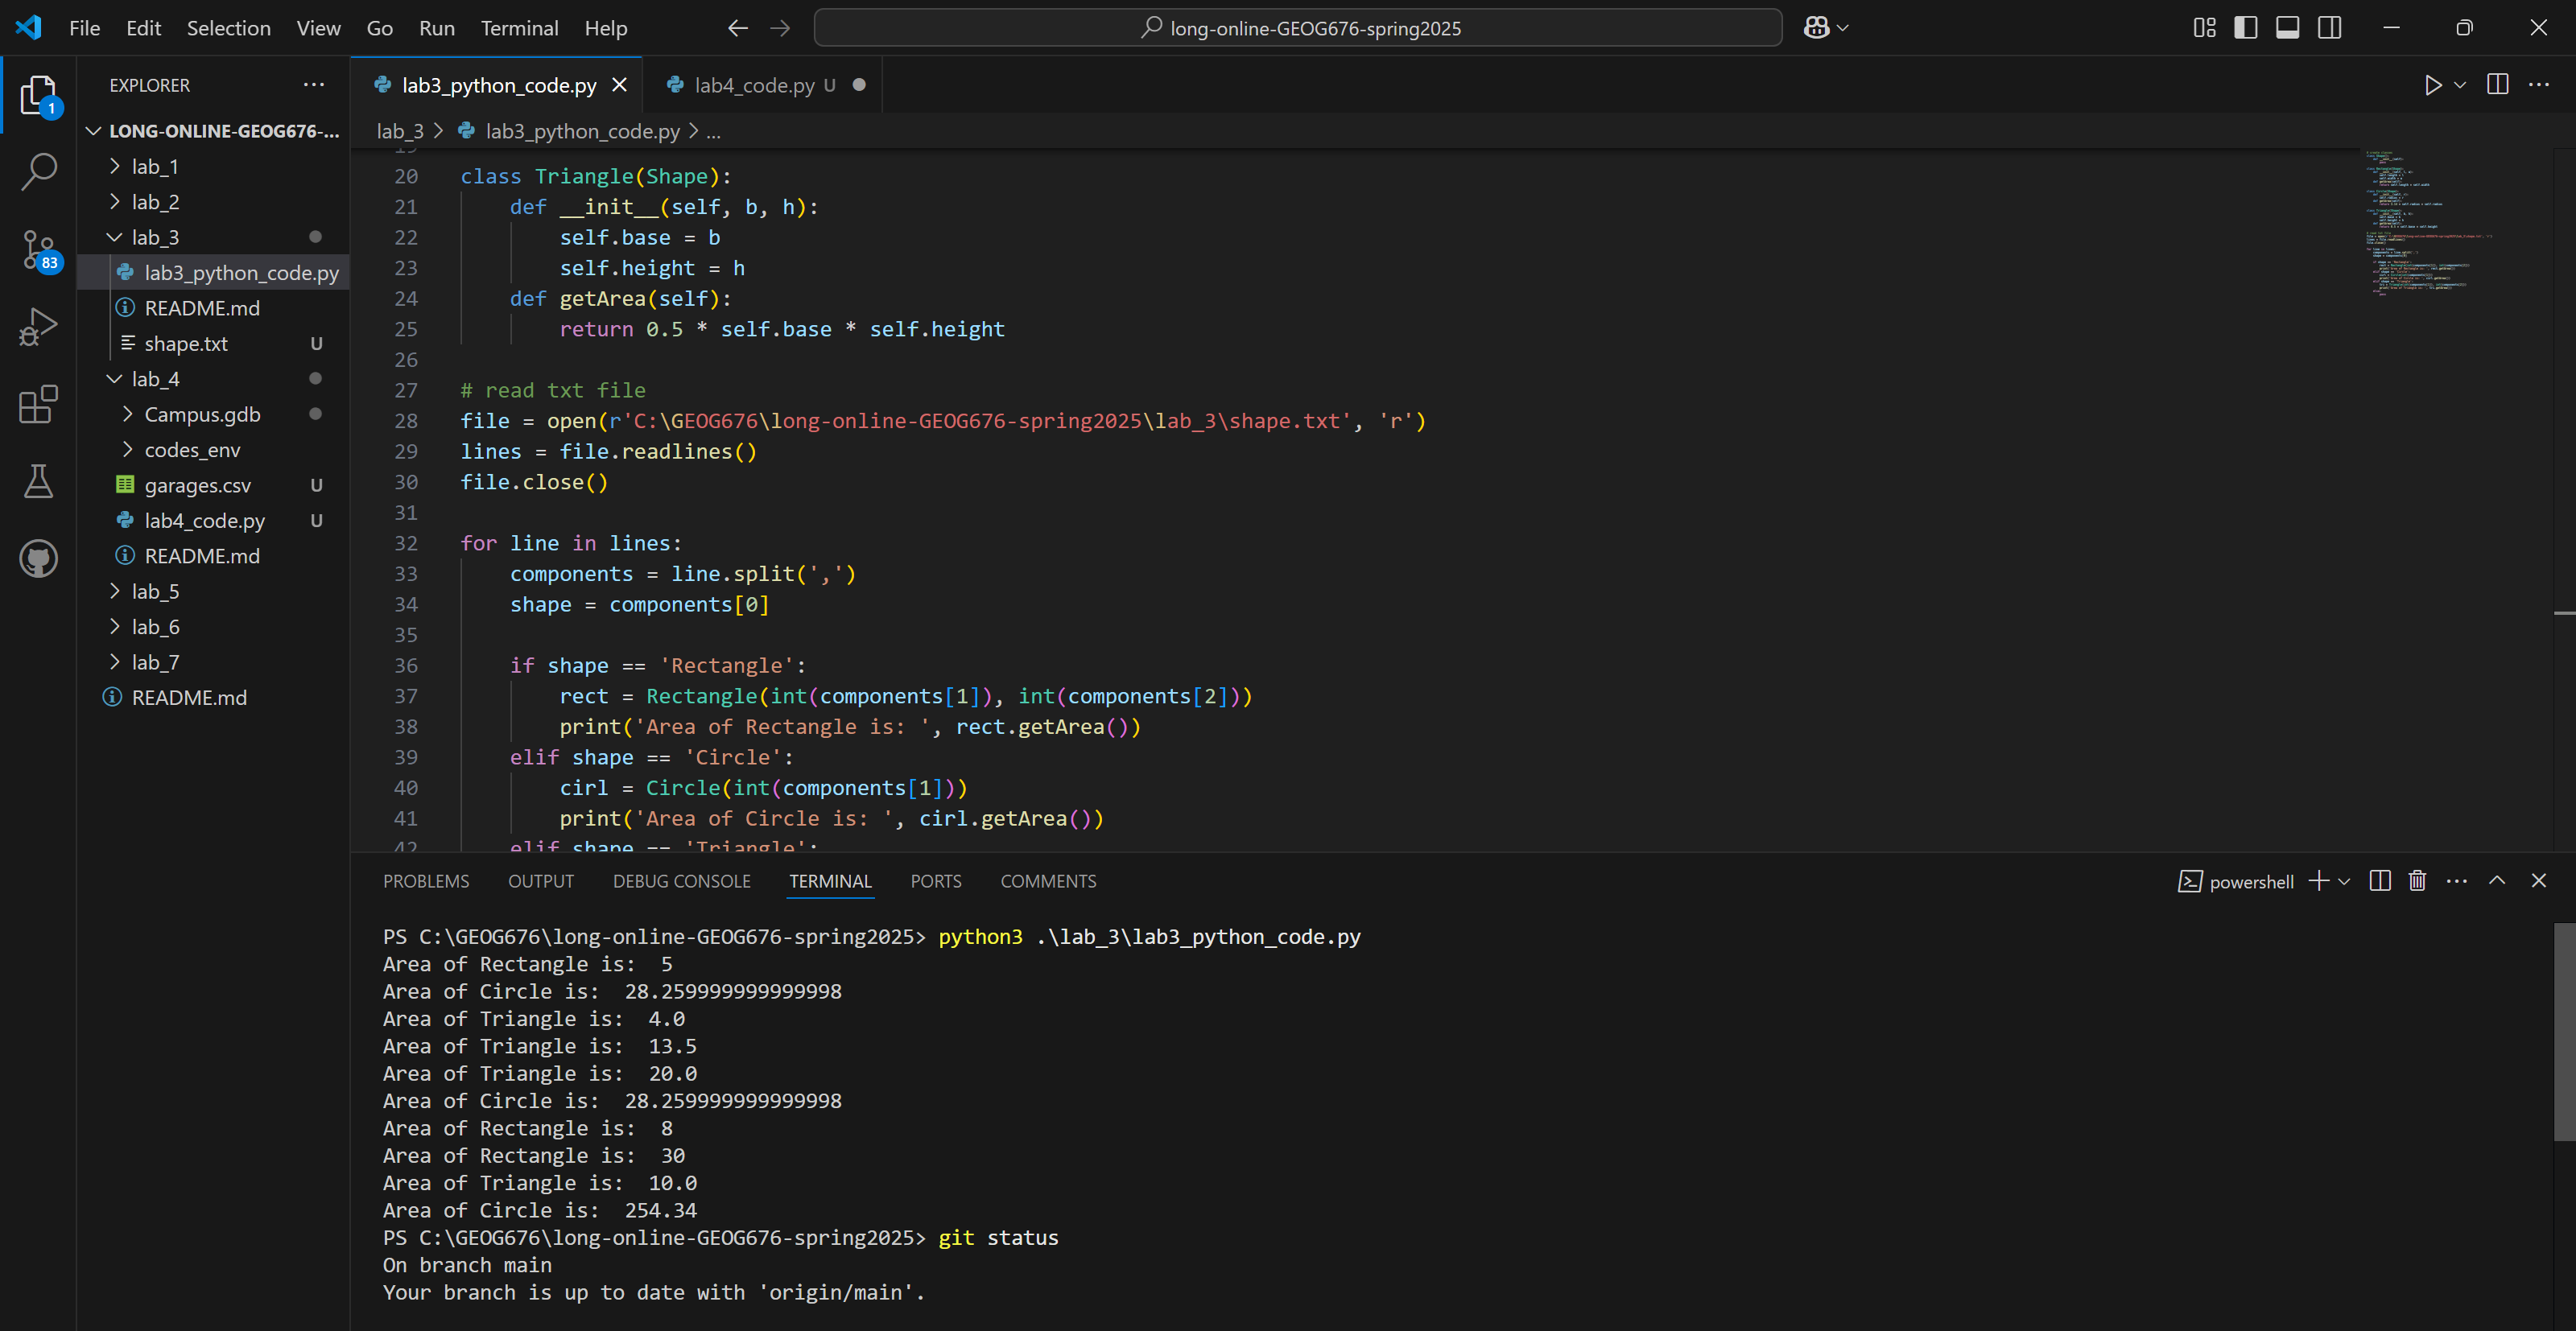 File Edit Selection View Go Run Terminal Help
long-online-GEOG676-spring2025
EXPLORER
LONG-ONLINE-GEOG676-...
lab_1
lab_2
lab_3
lab3_python_code.py
README.md
shape.txt U
lab_4
Campus.gdb
codes_env
garages.csv U
lab4_code.py U
README.md
lab_5
lab_6
lab_7
README.md
1
83
lab3_python_code.py
lab4_code.py U
lab_3 > lab3_python_code.py > ...
19
20 class Triangle(Shape):
21     def __init__(self, b, h):
22         self.base = b
23         self.height = h
24     def getArea(self):
25         return 0.5 * self.base * self.height
26
27 # read txt file
28 file = open(r'C:\GEOG676\long-online-GEOG676-spring2025\lab_3\shape.txt', 'r')
29 lines = file.readlines()
30 file.close()
31
32 for line in lines:
33     components = line.split(',')
34     shape = components[0]
35
36     if shape == 'Rectangle':
37         rect = Rectangle(int(components[1]), int(components[2]))
38         print('Area of Rectangle is: ', rect.getArea())
39     elif shape == 'Circle':
40         cirl = Circle(int(components[1]))
41         print('Area of Circle is: ', cirl.getArea())
42     elif shape == 'Triangle':
PROBLEMS OUTPUT DEBUG CONSOLE TERMINAL PORTS COMMENTS
powershell
PS C:\GEOG676\long-online-GEOG676-spring2025> python3 .\lab_3\lab3_python_code.py
Area of Rectangle is:  5
Area of Circle is:  28.259999999999998
Area of Triangle is:  4.0
Area of Triangle is:  13.5
Area of Triangle is:  20.0
Area of Circle is:  28.259999999999998
Area of Rectangle is:  8
Area of Rectangle is:  30
Area of Triangle is:  10.0
Area of Circle is:  254.34
PS C:\GEOG676\long-online-GEOG676-spring2025> git status
On branch main
Your branch is up to date with 'origin/main'.